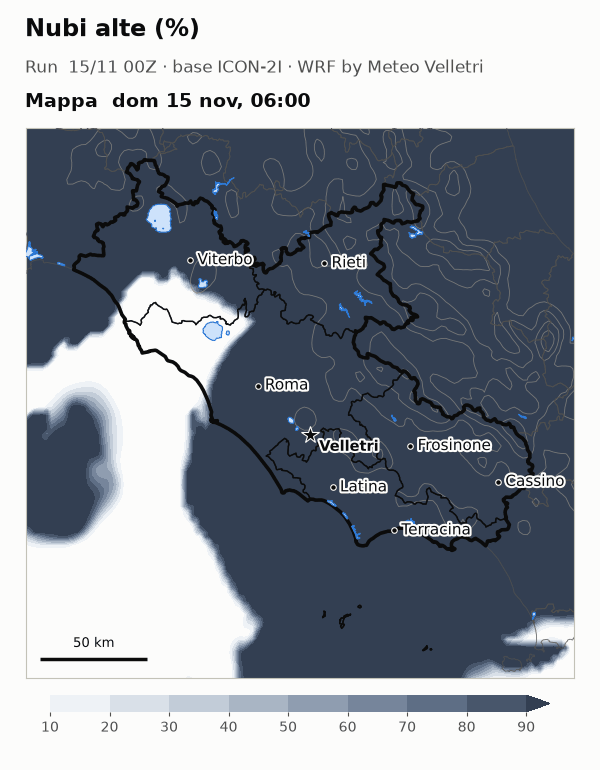 Nubi alte (%)
Run 15/11 00Z · base ICON-2I · WRF by Meteo Velletri
Mappa dom 15 nov, 06:00
Viterbo
Rieti
Roma
Velletri
Frosinone
Latina
Cassino
Terracina
50 km
10 20 30 40 50 60 70 80 90